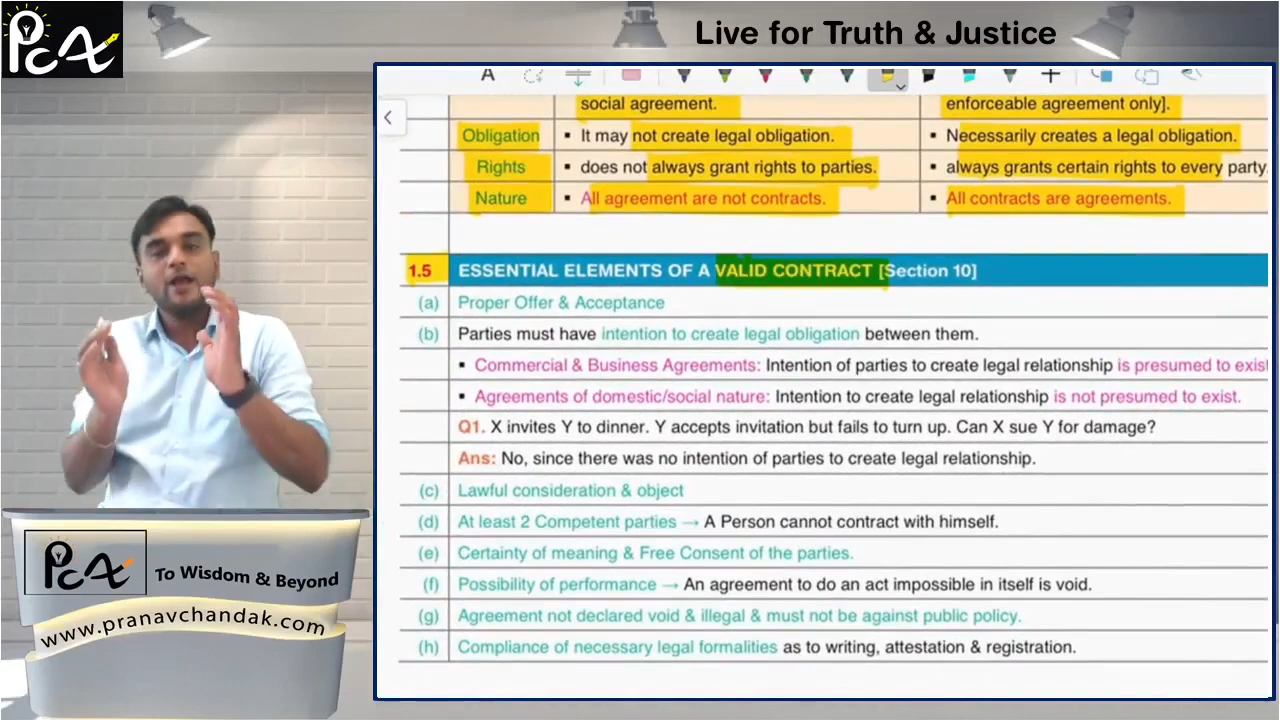 PCA
Live for Truth & Justice
A
social agreement.
enforceable agreement only].
Obligation
▪ It may not create legal obligation.
▪ Necessarily creates a legal obligation.
Rights
▪ does not always grant rights to parties.
▪ always grants certain rights to every party.
Nature
▪ All agreement are not contracts.
▪ All contracts are agreements.
1.5 ESSENTIAL ELEMENTS OF A VALID CONTRACT [Section 10]
(a) Proper Offer & Acceptance
(b) Parties must have intention to create legal obligation between them.
▪ Commercial & Business Agreements: Intention of parties to create legal relationship is presumed to exist
▪ Agreements of domestic/social nature: Intention to create legal relationship is not presumed to exist.
Q1. X invites Y to dinner. Y accepts invitation but fails to turn up. Can X sue Y for damage?
Ans: No, since there was no intention of parties to create legal relationship.
(c) Lawful consideration & object
(d) At least 2 Competent parties → A Person cannot contract with himself.
(e) Certainty of meaning & Free Consent of the parties.
(f) Possibility of performance → An agreement to do an act impossible in itself is void.
(g) Agreement not declared void & illegal & must not be against public policy.
(h) Compliance of necessary legal formalities as to writing, attestation & registration.
PCA To Wisdom & Beyond
www.pranavchandak.com